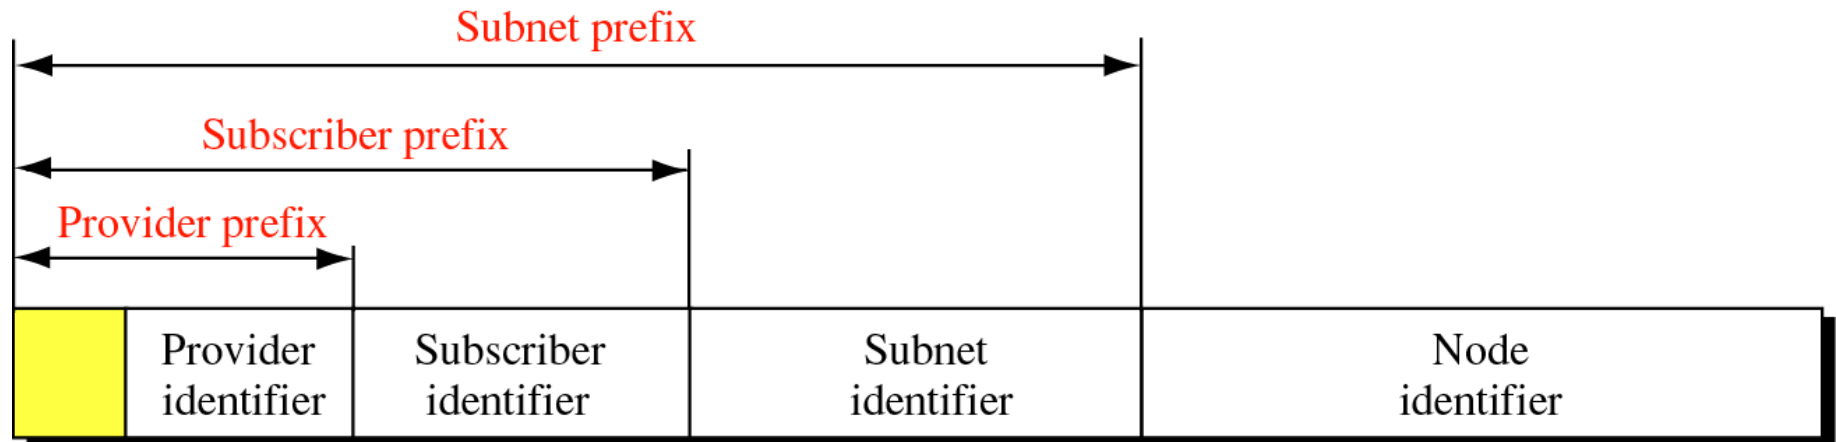 Subnet prefix
Subscriber prefix
Provider prefix
Provider identifier
Subscriber identifier
Subnet identifier
Node identifier